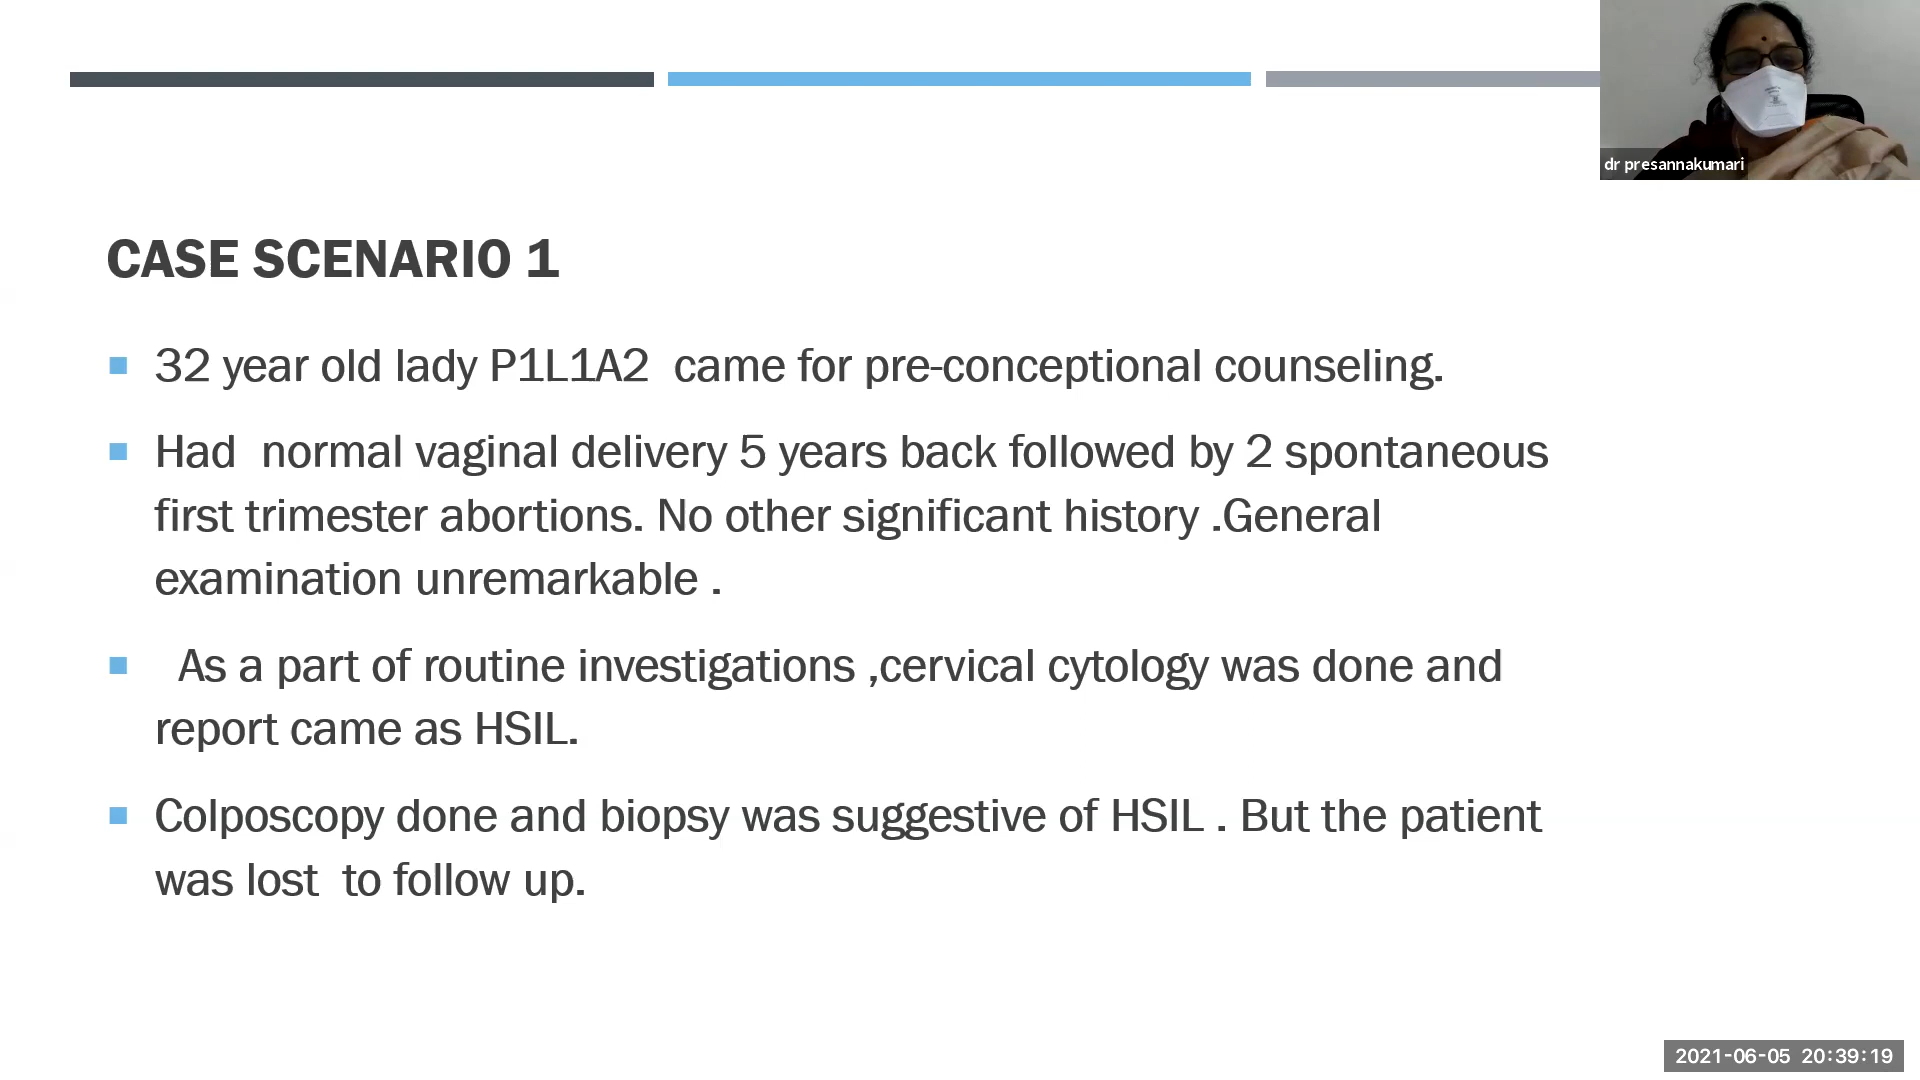 dr presannakumari
CASE SCENARIO 1
32 year old lady P1L1A2  came for pre-conceptional counseling.
Had  normal vaginal delivery 5 years back followed by 2 spontaneous
first trimester abortions. No other significant history .General
examination unremarkable .
As a part of routine investigations ,cervical cytology was done and
report came as HSIL.
Colposcopy done and biopsy was suggestive of HSIL . But the patient
was lost  to follow up.
2021-06-05 20:39:19